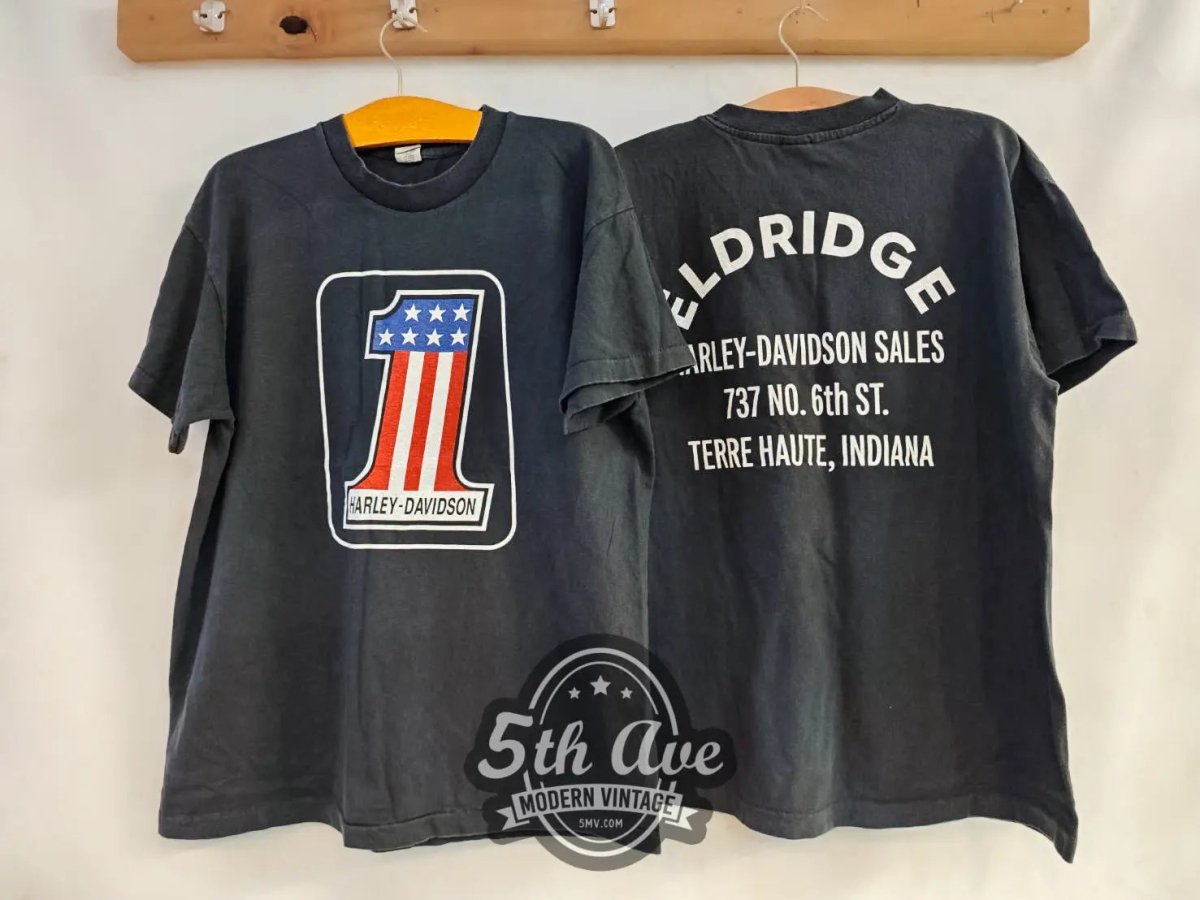 HARLEY-DAVIDSON
ELDRIDGE
ARLEY-DAVIDSON SALES
737 NO. 6th ST.
TERRE HAUTE, INDIANA
5th Ave
MODERN VINTAGE
5MV.COM